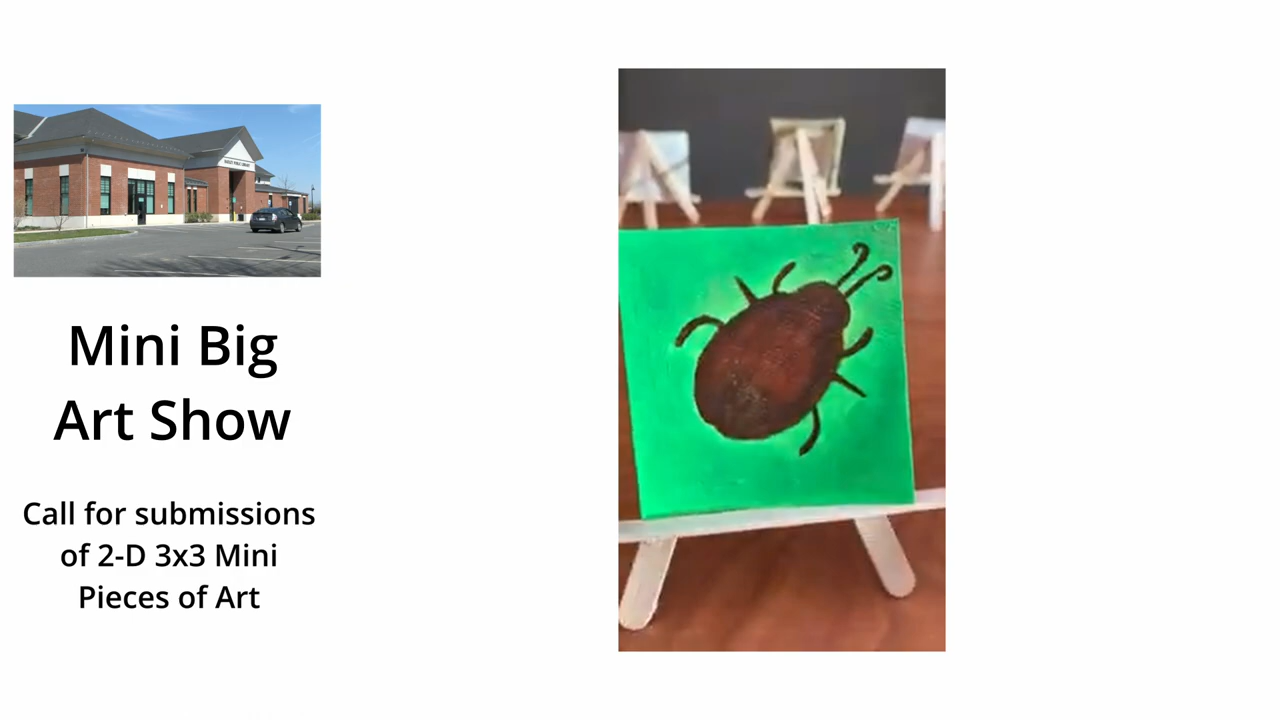 Mini Big
Art Show
Call for submissions
of 2-D 3x3 Mini
Pieces of Art